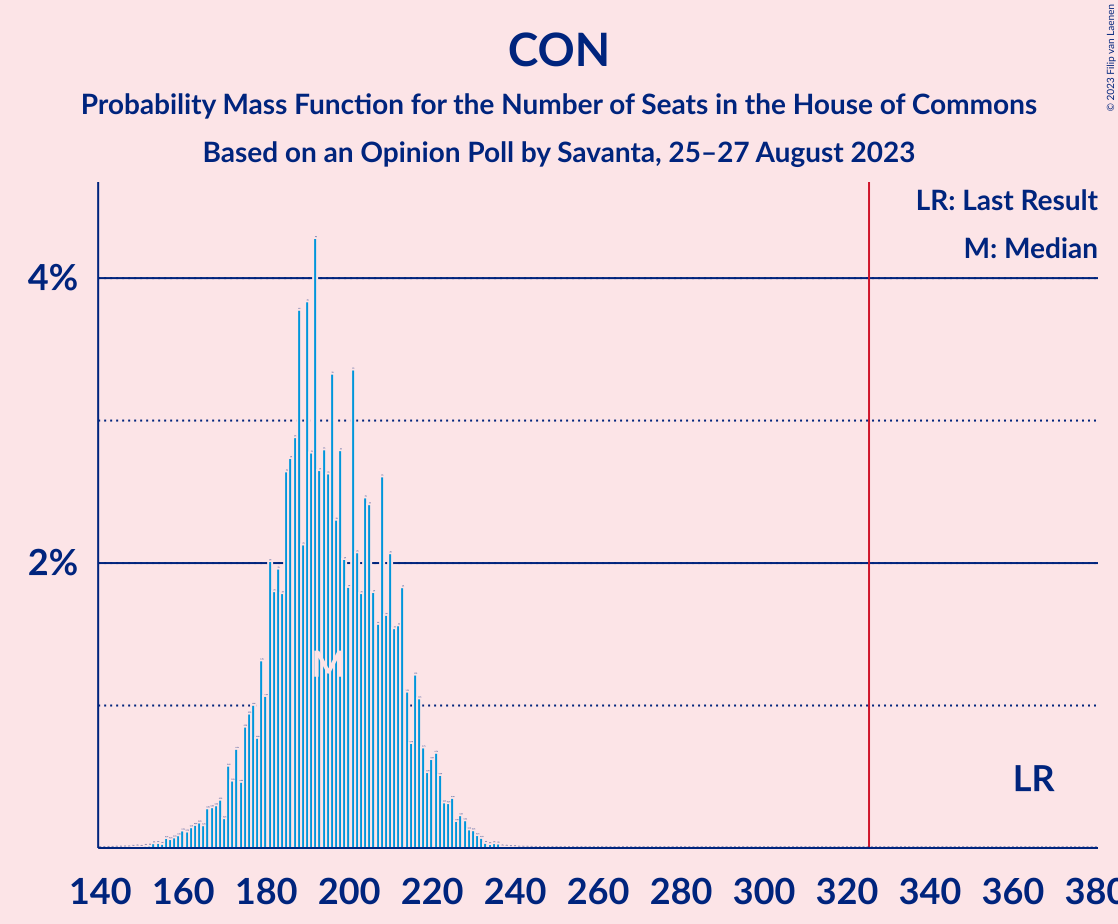 CON
Probability Mass Function for the Number of Seats in the House of Commons
Based on an Opinion Poll by Savanta, 25–27 August 2023
© 2023 Filip van Laenen
LR: Last Result
M: Median
4%
2%
M
LR
140 160 180 200 220 240 260 280 300 320 340 360 380